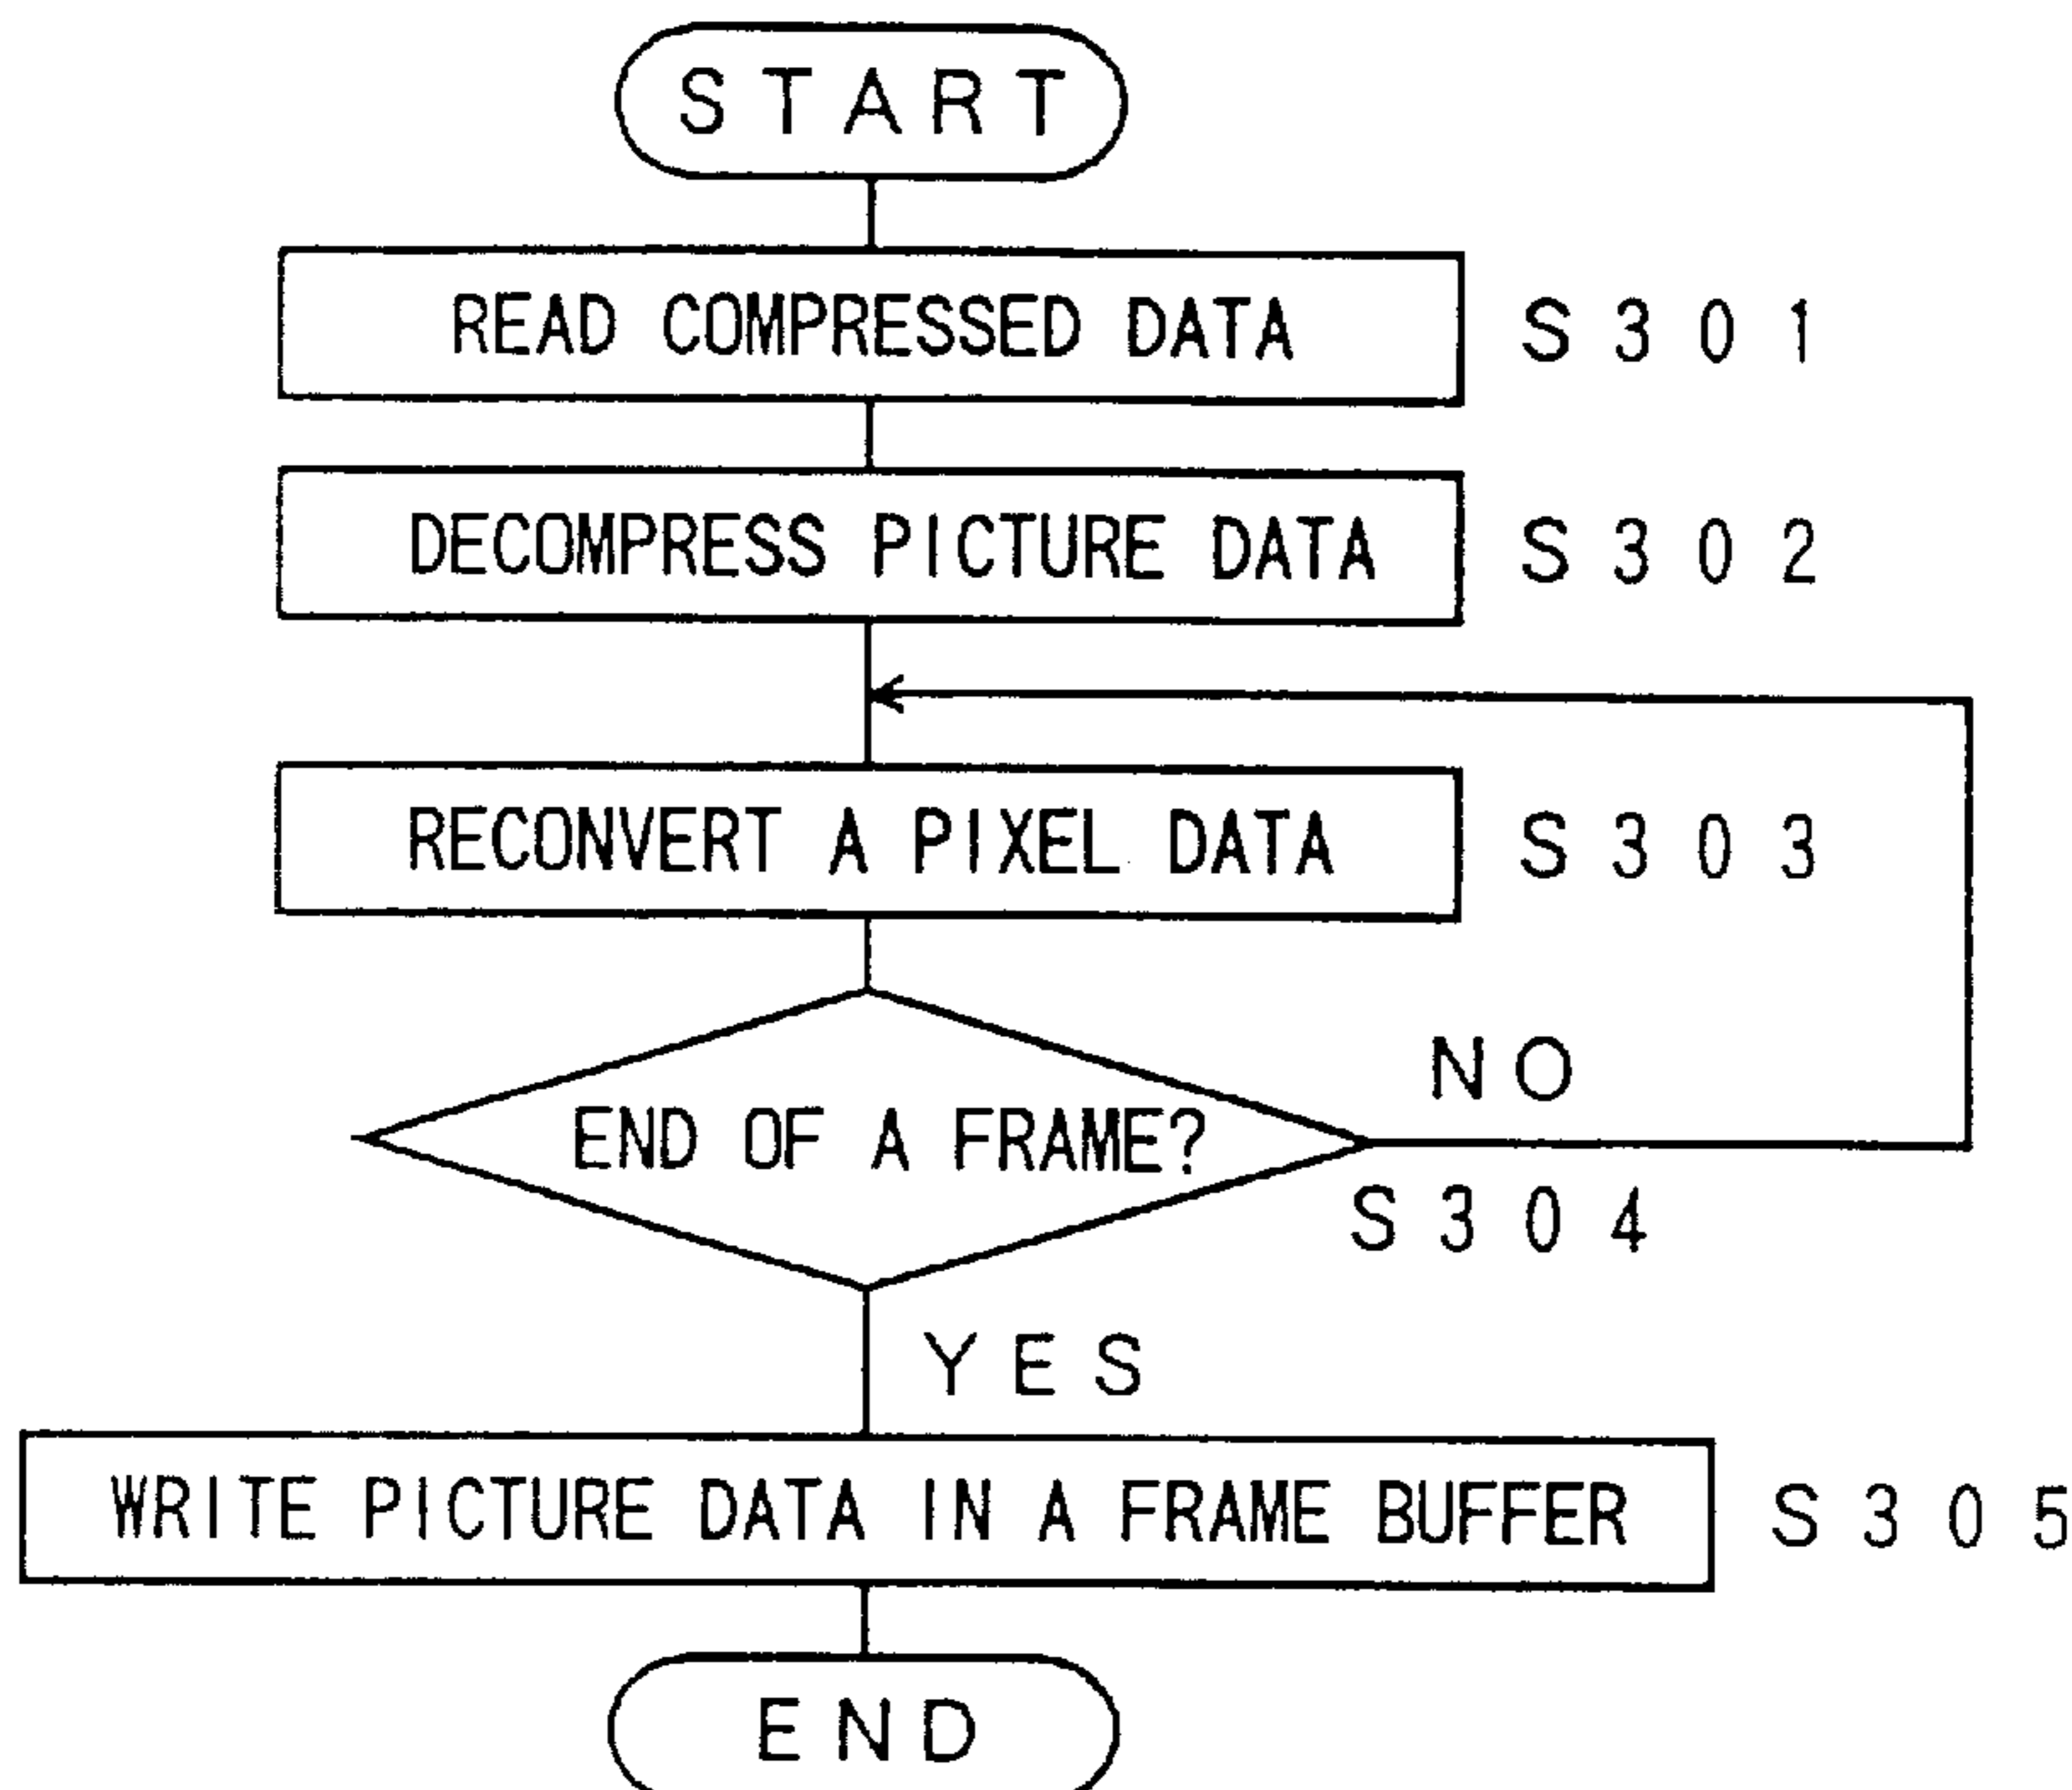 START
READ COMPRESSED DATA S301
DECOMPRESS PICTURE DATA S302
RECONVERT A PIXEL DATA S303
NO
END OF A FRAME?
S304
YES
WRITE PICTURE DATA IN A FRAME BUFFER S305
END